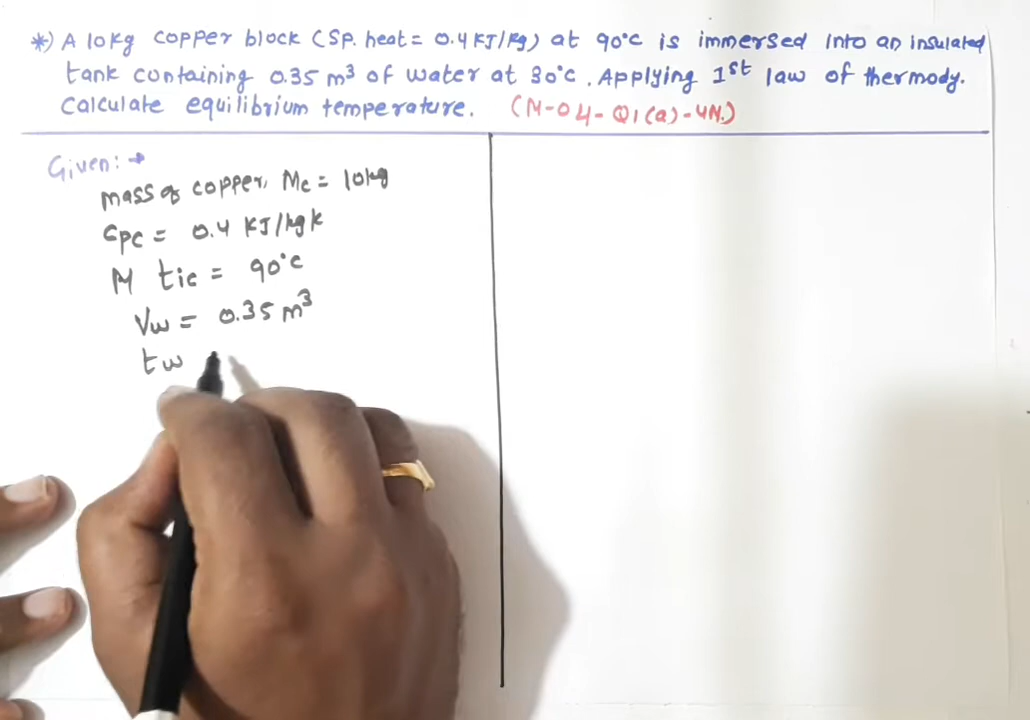 *) A 10kg copper block (SP. heat = 0.4 KJ/kg) at 90°c is immersed into an insulated
tank containing 0.35 m³ of water at 30°c. Applying 1st law of thermody.
Calculate equilibrium temperature. (M-04-Q1(a)-4M.)
Given:→
mass of copper, Mc = 10kg
Cpc = 0.4 KJ/kg k
M tic = 90°c
Vw = 0.35 m³
tw